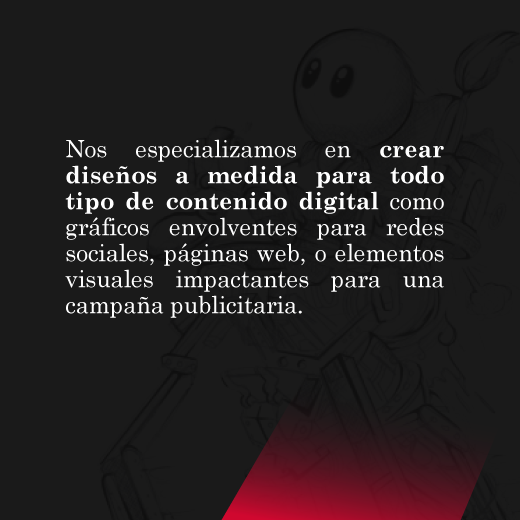 Nos especializamos en crear
diseños a medida para todo
tipo de contenido digital como
gráficos envolventes para redes
sociales, páginas web, o elementos
visuales impactantes para una
campaña publicitaria.